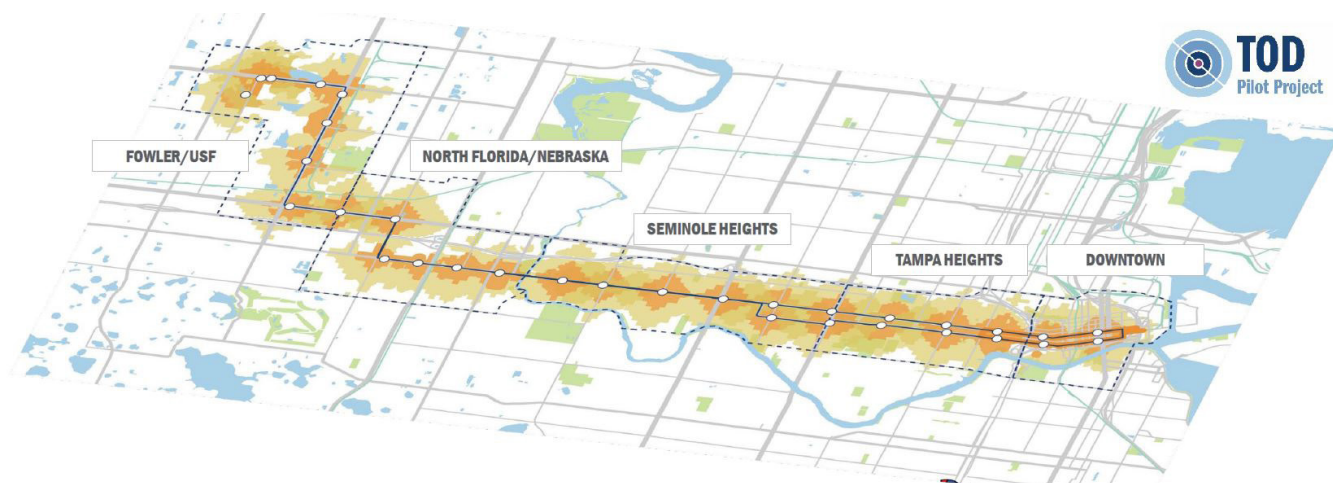 TOD
Pilot Project
FOWLER/USF
NORTH FLORIDA/NEBRASKA
SEMINOLE HEIGHTS
TAMPA HEIGHTS
DOWNTOWN